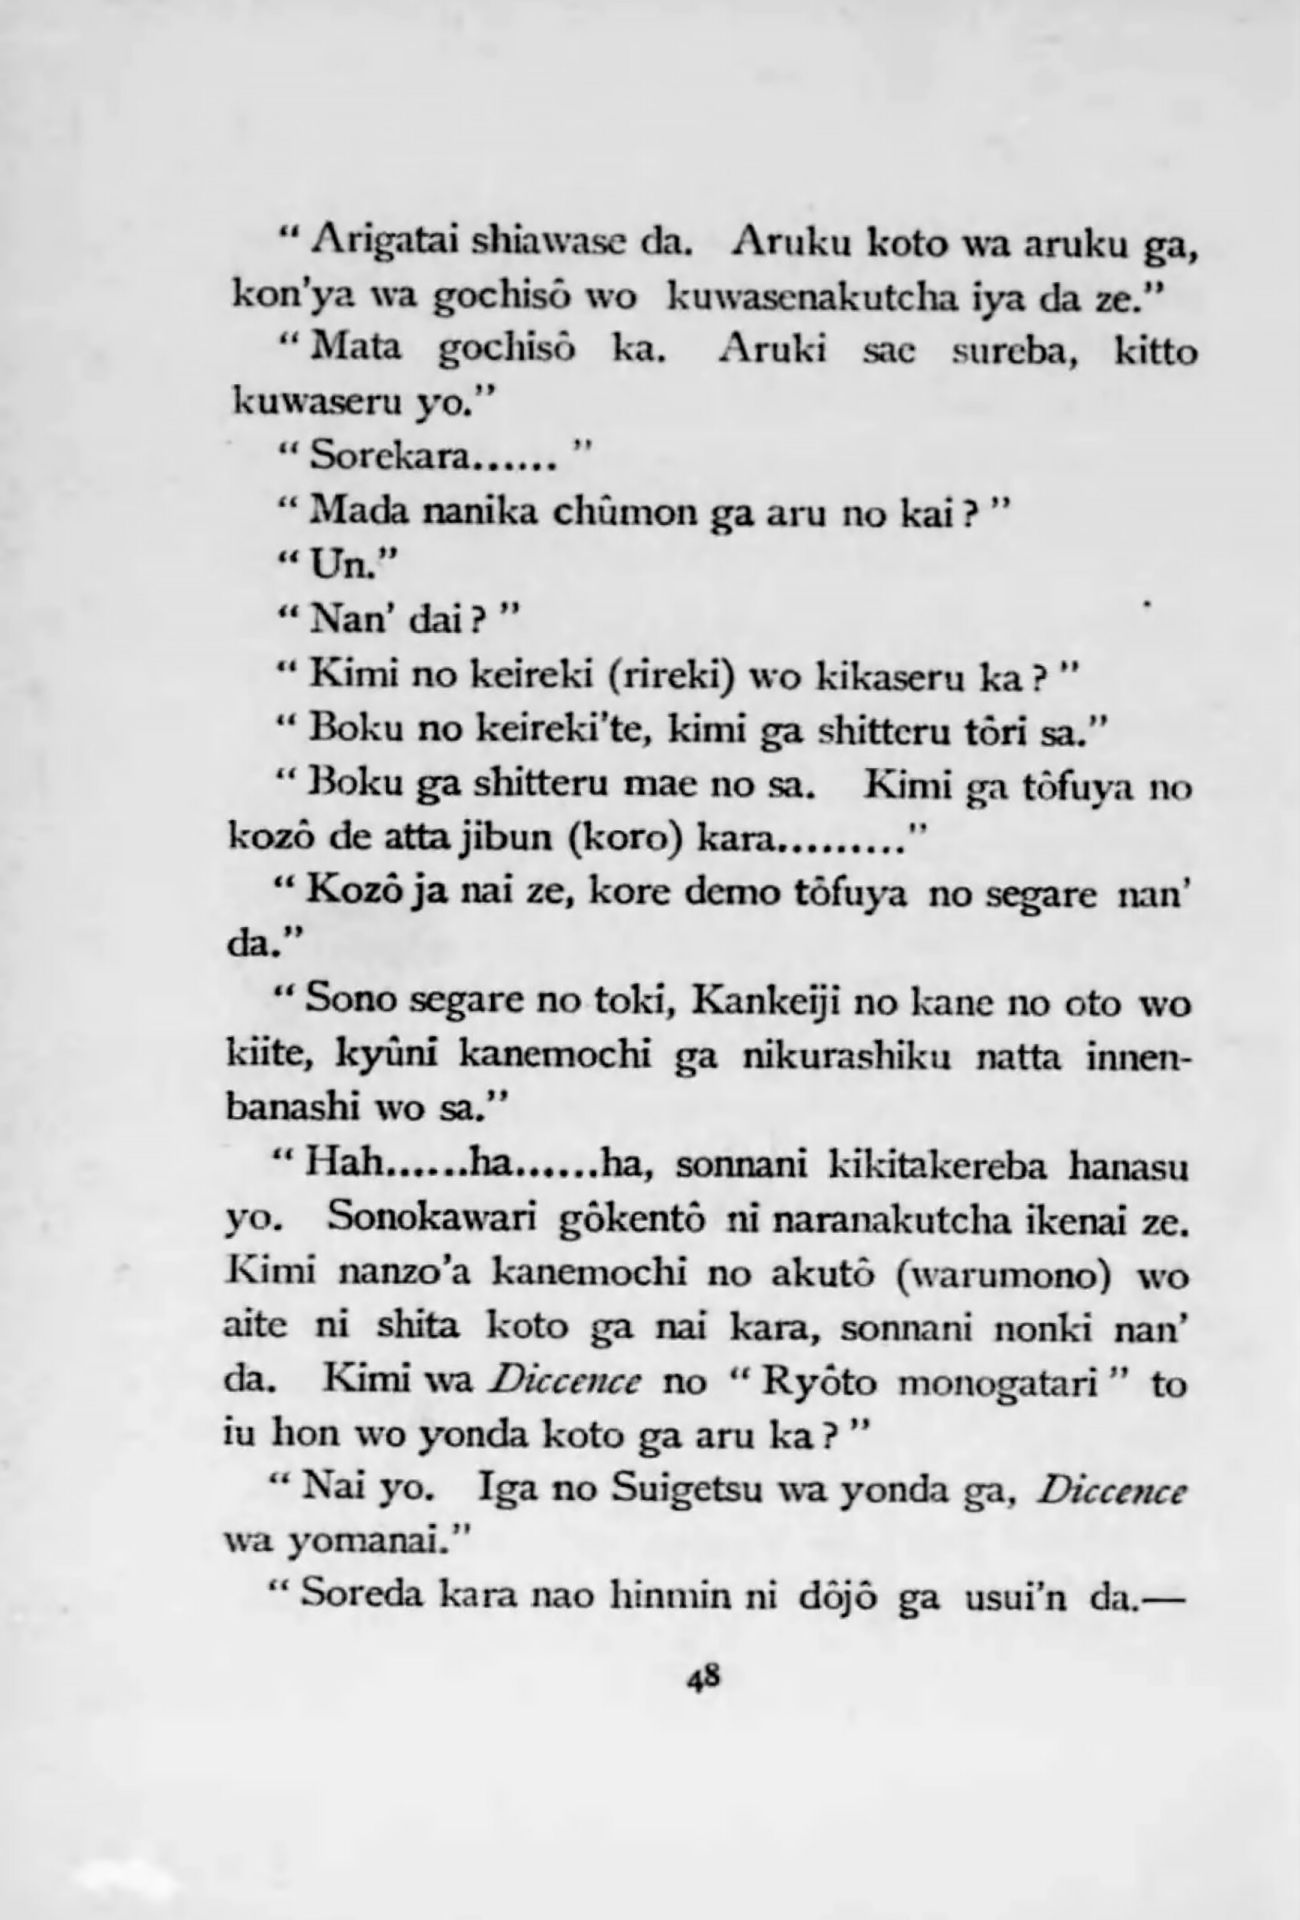 “ Arigatai shiawase da. Aruku koto wa aruku ga,
kon'ya wa gochisô wo kuwasenakutcha iya da ze.”
“ Mata gochisô ka. Aruki sae sureba, kitto
kuwaseru yo.”
“ Sorekara...... ”
“ Mada nanika chûmon ga aru no kai ? ”
“ Un.”
“ Nan' dai ? ”
“ Kimi no keireki (rireki) wo kikaseru ka ? ”
“ Boku no keireki'te, kimi ga shitteru tôri sa.”
“ Boku ga shitteru mae no sa. Kimi ga tôfuya no
kozô de atta jibun (koro) kara.........”
“ Kozô ja nai ze, kore demo tôfuya no segare nan'
da.”
“ Sono segare no toki, Kankeiji no kane no oto wo
kiite, kyûni kanemochi ga nikurashiku natta innen-
banashi wo sa.”
“ Hah......ha......ha, sonnani kikitakereba hanasu
yo. Sonokawari gôkentô ni naranakutcha ikenai ze.
Kimi nanzo'a kanemochi no akutô (warumono) wo
aite ni shita koto ga nai kara, sonnani nonki nan'
da. Kimi wa Diccence no “ Ryôto monogatari ” to
iu hon wo yonda koto ga aru ka ? ”
“ Nai yo. Iga no Suigetsu wa yonda ga, Diccence
wa yomanai.”
“ Soreda kara nao hinmin ni dôjô ga usui'n da.—
48